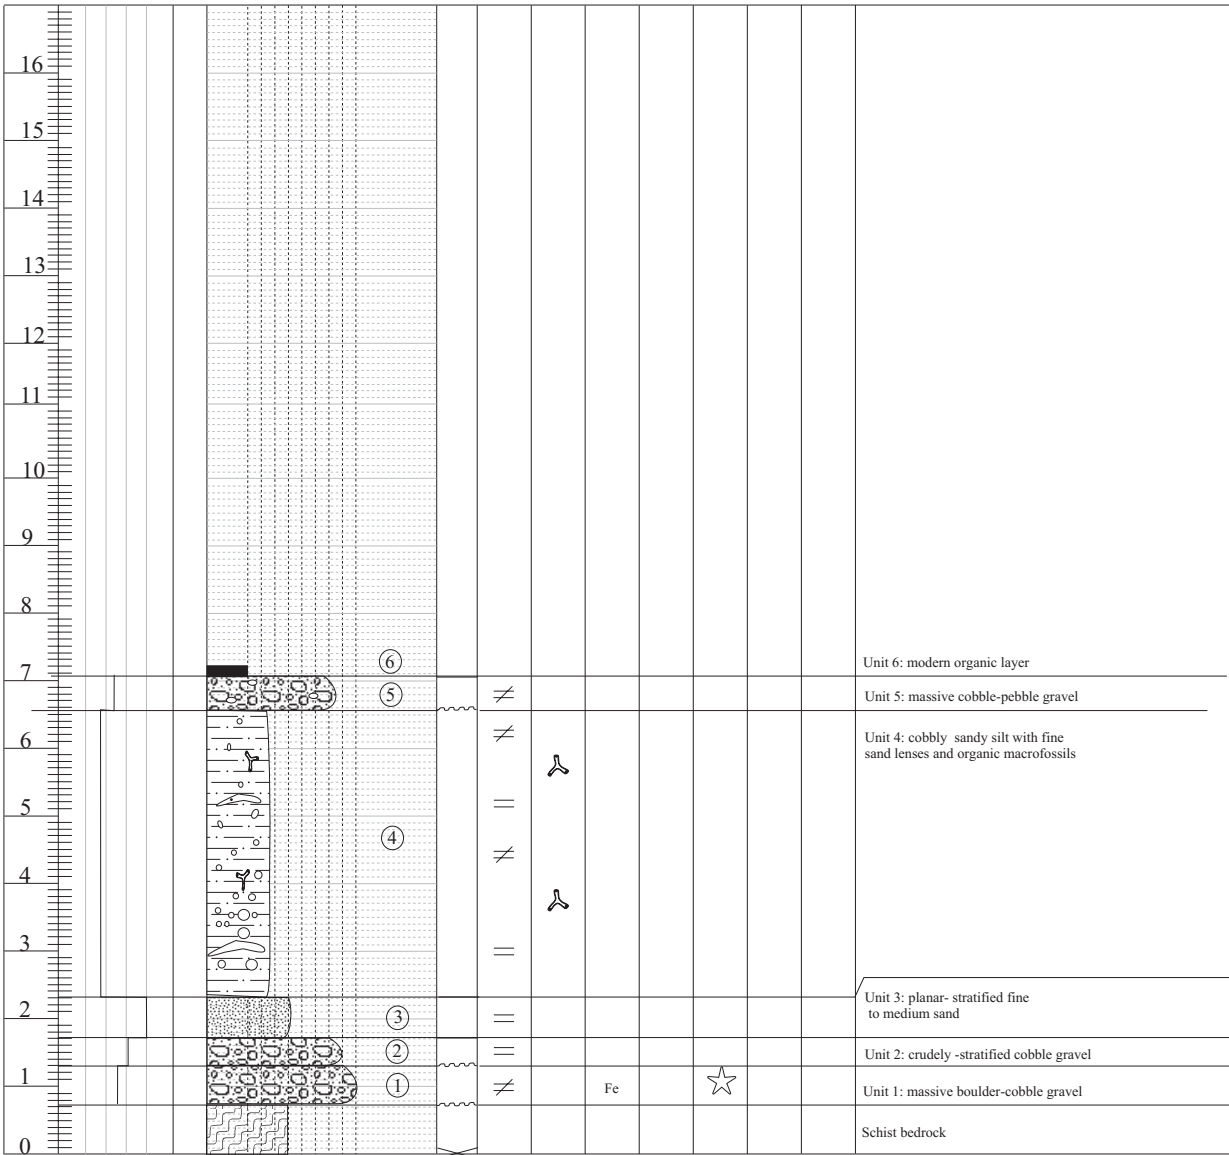 16
15
14
13
12
11
10
9
8
7
6
5
4
3
2
1
0
6
5
4
3
2
1
Fe
Unit 6: modern organic layer
Unit 5: massive cobble-pebble gravel
Unit 4: cobbly sandy silt with fine
sand lenses and organic macrofossils
Unit 3: planar- stratified fine
to medium sand
Unit 2: crudely -stratified cobble gravel
Unit 1: massive boulder-cobble gravel
Schist bedrock